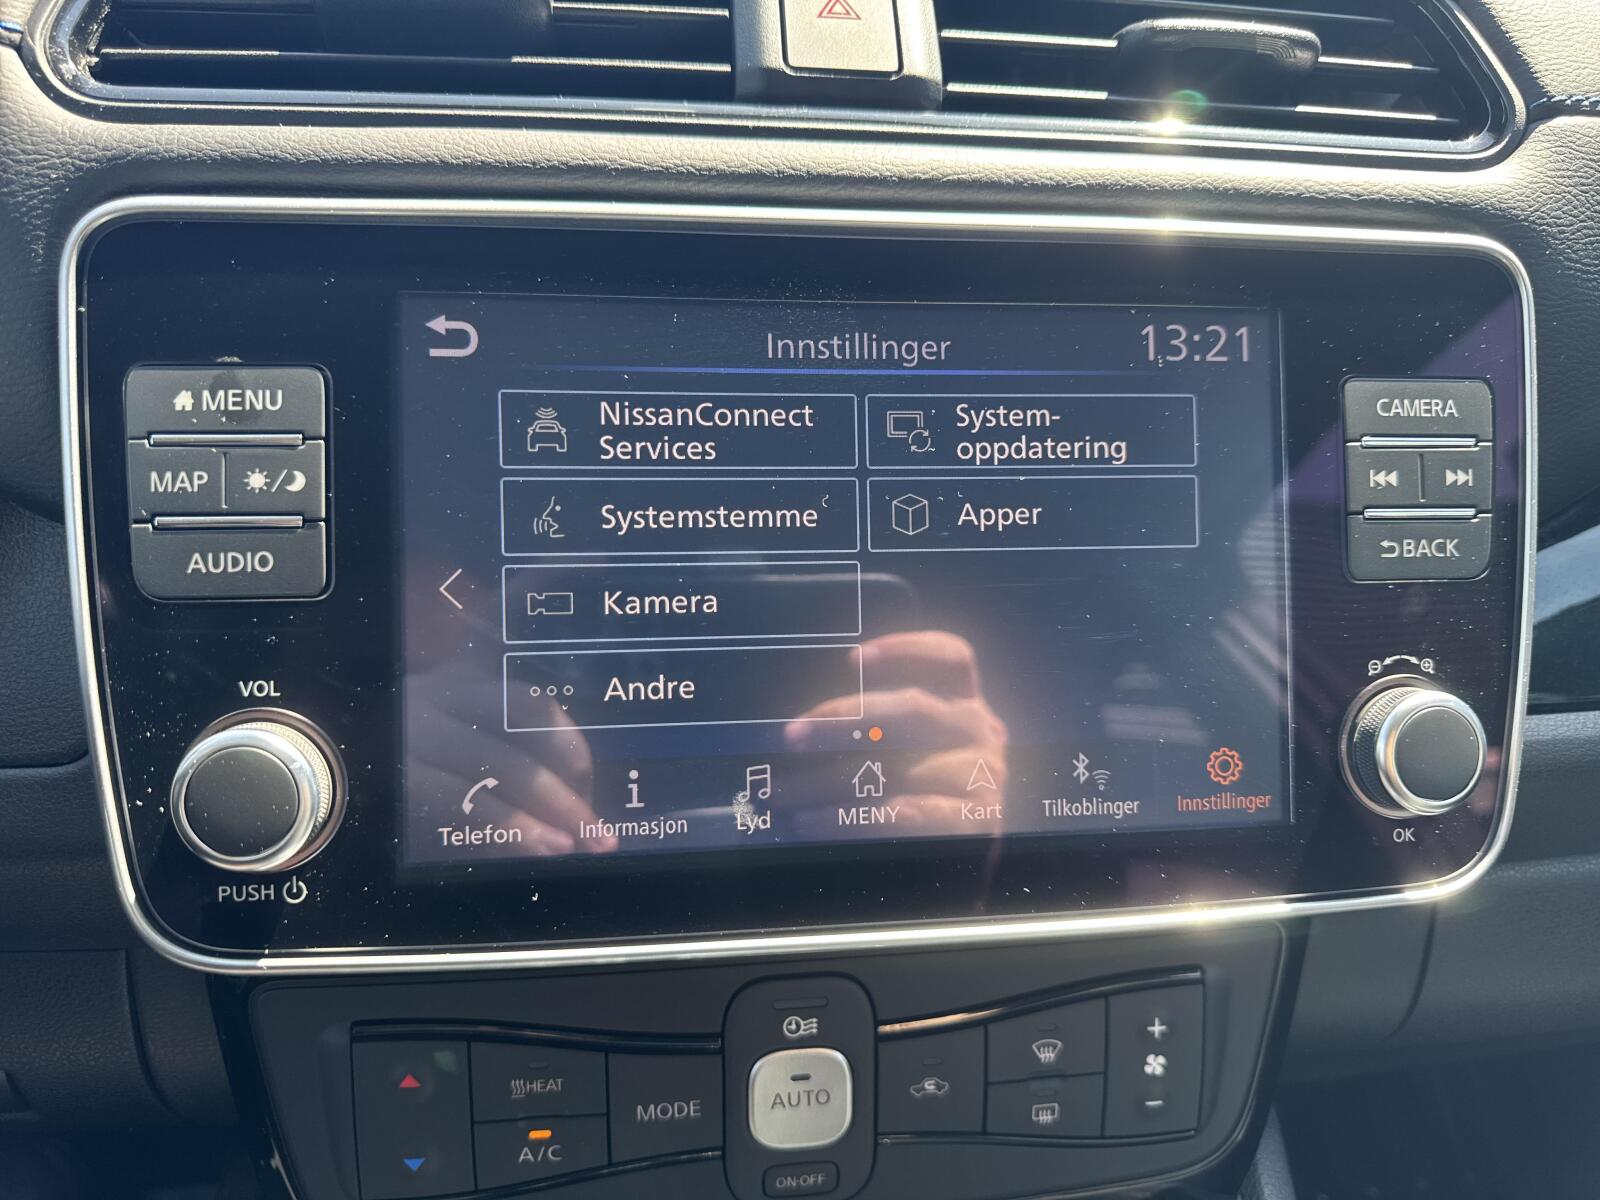 Innstillinger
13:21
MENU
MAP
AUDIO
VOL
PUSH
NissanConnect
Services
System-
oppdatering
Systemstemme
Apper
Kamera
Andre
Telefon
Informasjon
Lyd
MENY
Kart
Tilkoblinger
Innstillinger
CAMERA
BACK
OK
HEAT
A/C
MODE
AUTO
ON·OFF
+
−